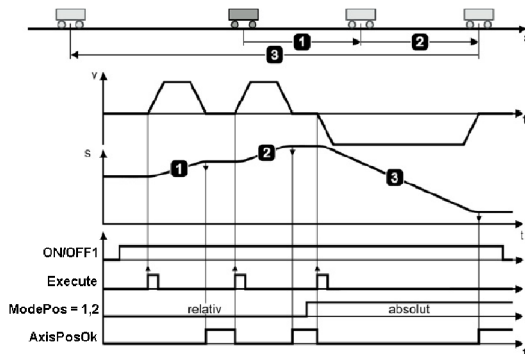 1
2
3
s
v
t
1
2
3
s
t
ON/OFF1
Execute
ModePos = 1,2
relativ
absolut
AxisPosOk
t